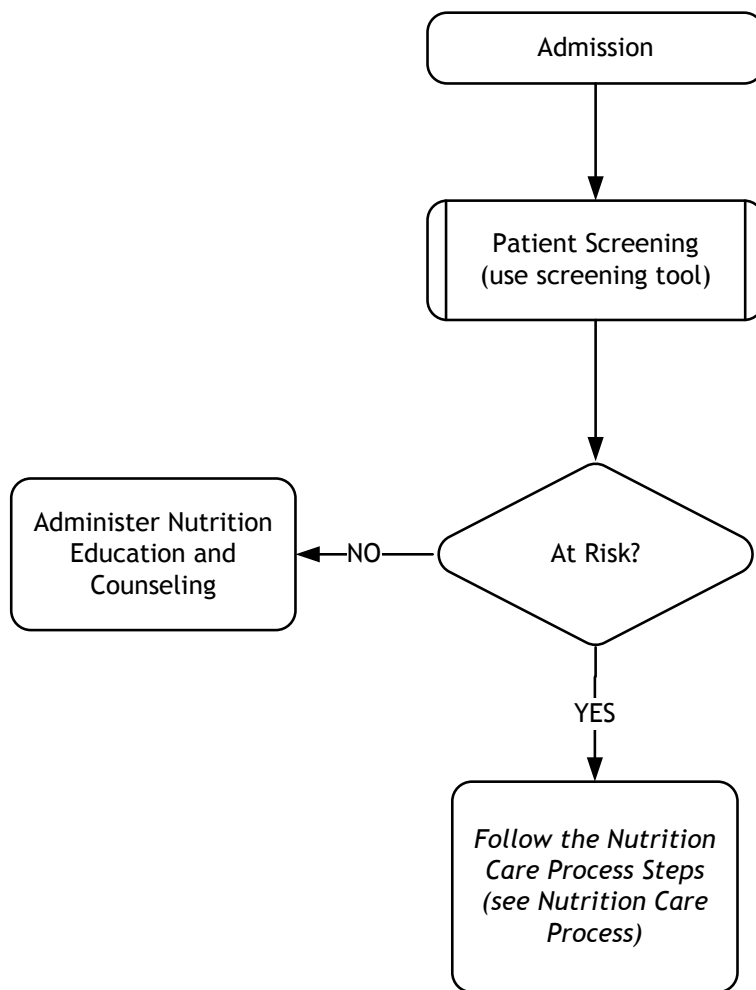 Admission
Patient Screening
(use screening tool)
At Risk?
NO
Administer Nutrition
Education and
Counseling
YES
Follow the Nutrition
Care Process Steps
(see Nutrition Care
Process)